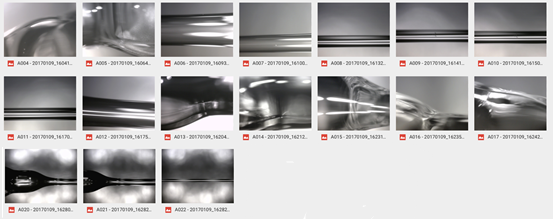 A004 - 20170109_16041...
A005 - 20170109_16064...
A006 - 20170109_16093...
A007 - 20170109_16100...
A008 - 20170109_16132...
A009 - 20170109_16141...
A010 - 20170109_16150...
A011 - 20170109_16170...
A012 - 20170109_16175...
A013 - 20170109_16204...
A014 - 20170109_16212...
A015 - 20170109_16231...
A016 - 20170109_16235...
A017 - 20170109_16242...
A020 - 20170109_16280...
A021 - 20170109_16282...
A022 - 20170109_16282...